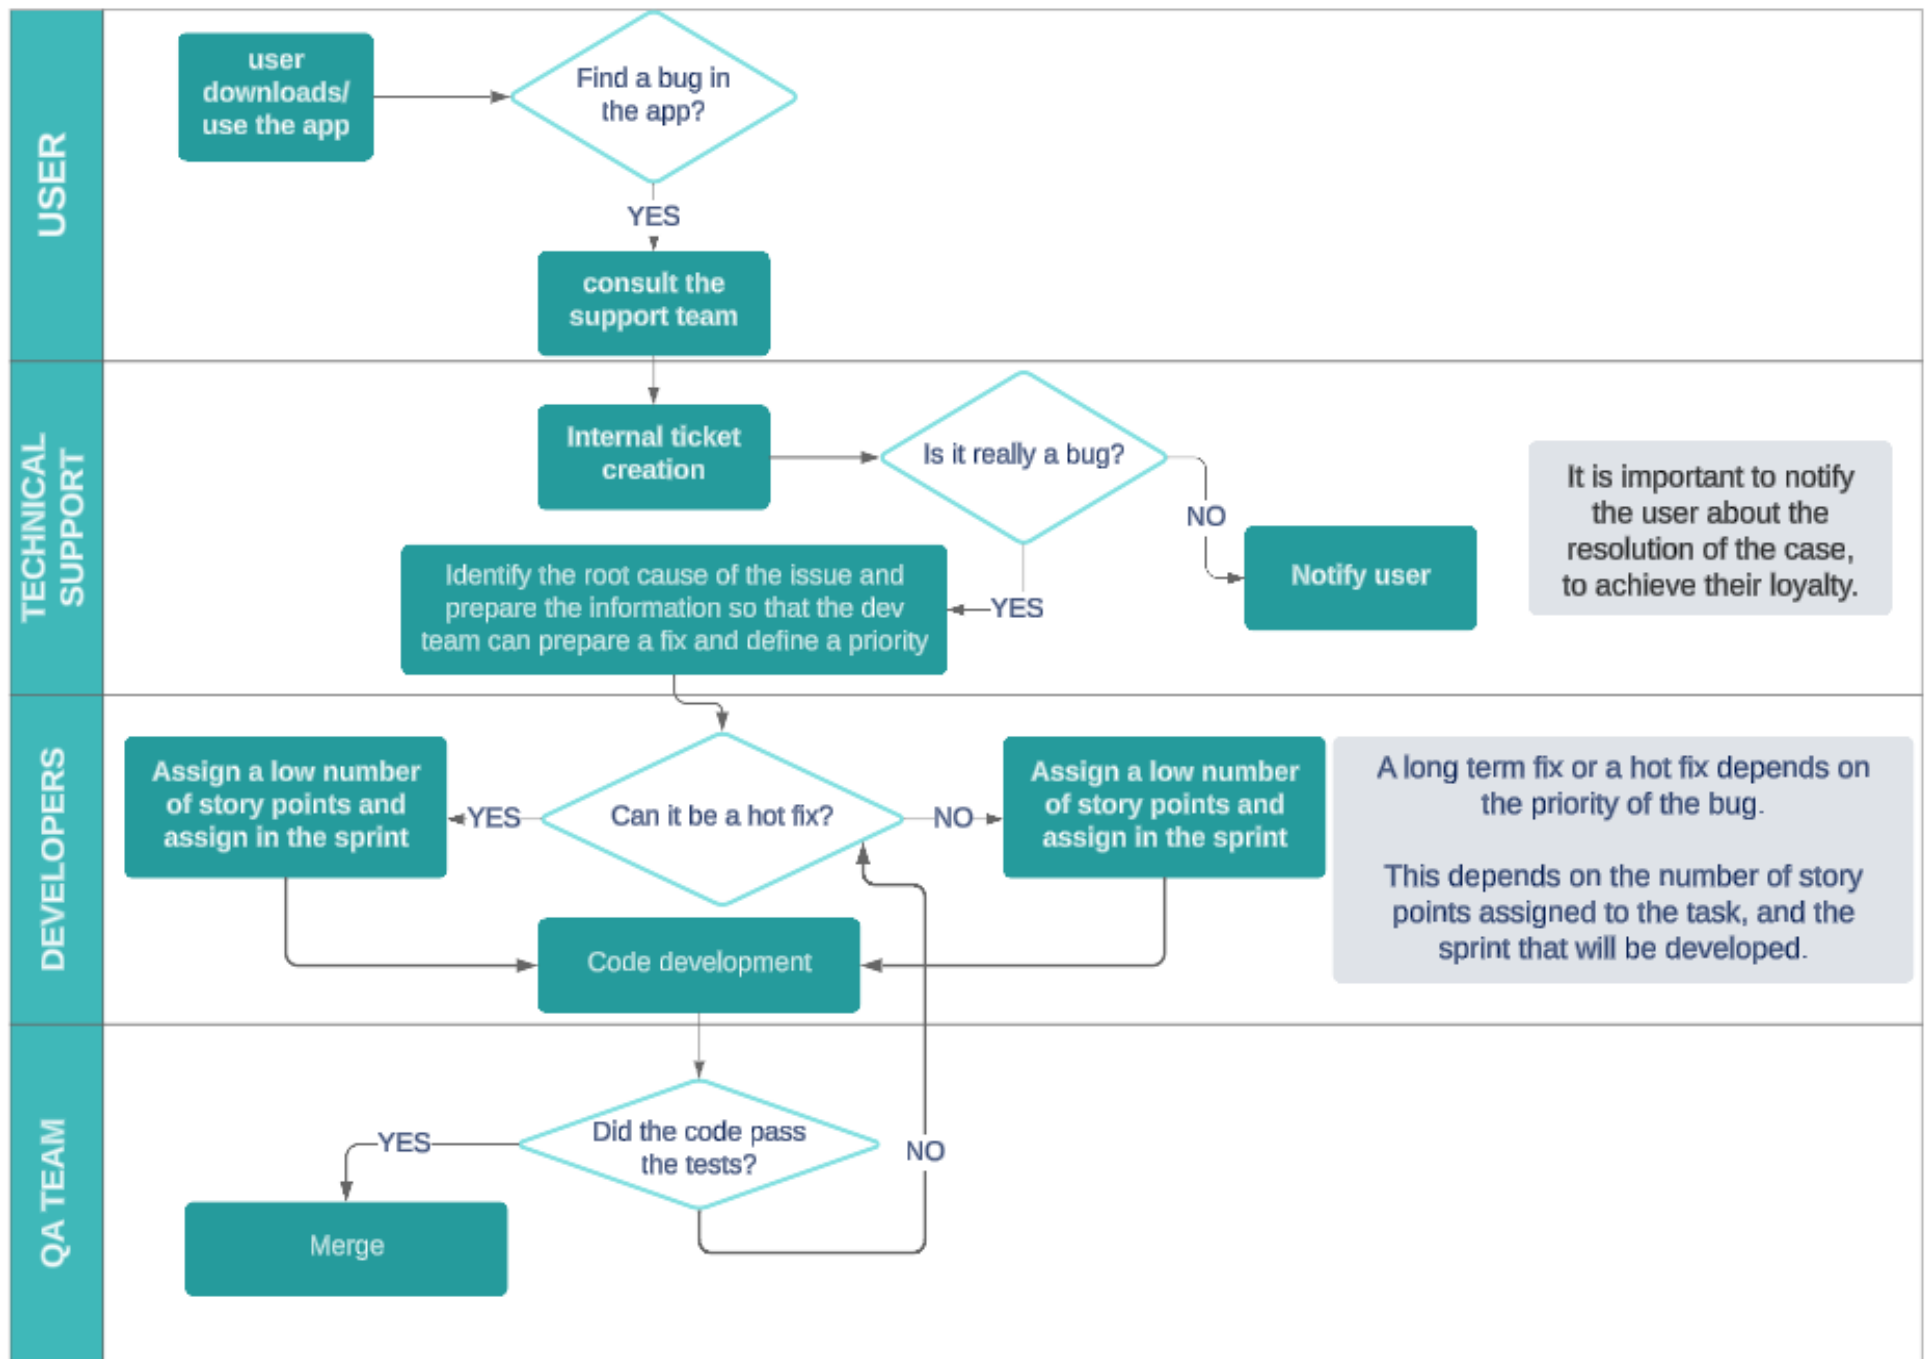 USER
user
downloads/
use the app
Find a bug in
the app?
YES
consult the
support team
TECHNICAL
SUPPORT
Internal ticket
creation
Is it really a bug?
NO
Notify user
YES
Identify the root cause of the issue and
prepare the information so that the dev
team can prepare a fix and define a priority
It is important to notify
the user about the
resolution of the case,
to achieve their loyalty.
DEVELOPERS
Assign a low number
of story points and
assign in the sprint
YES
Can it be a hot fix?
NO
Assign a low number
of story points and
assign in the sprint
A long term fix or a hot fix depends on
the priority of the bug.
This depends on the number of story
points assigned to the task, and the
sprint that will be developed.
Code development
QA TEAM
Did the code pass
the tests?
YES
NO
Merge